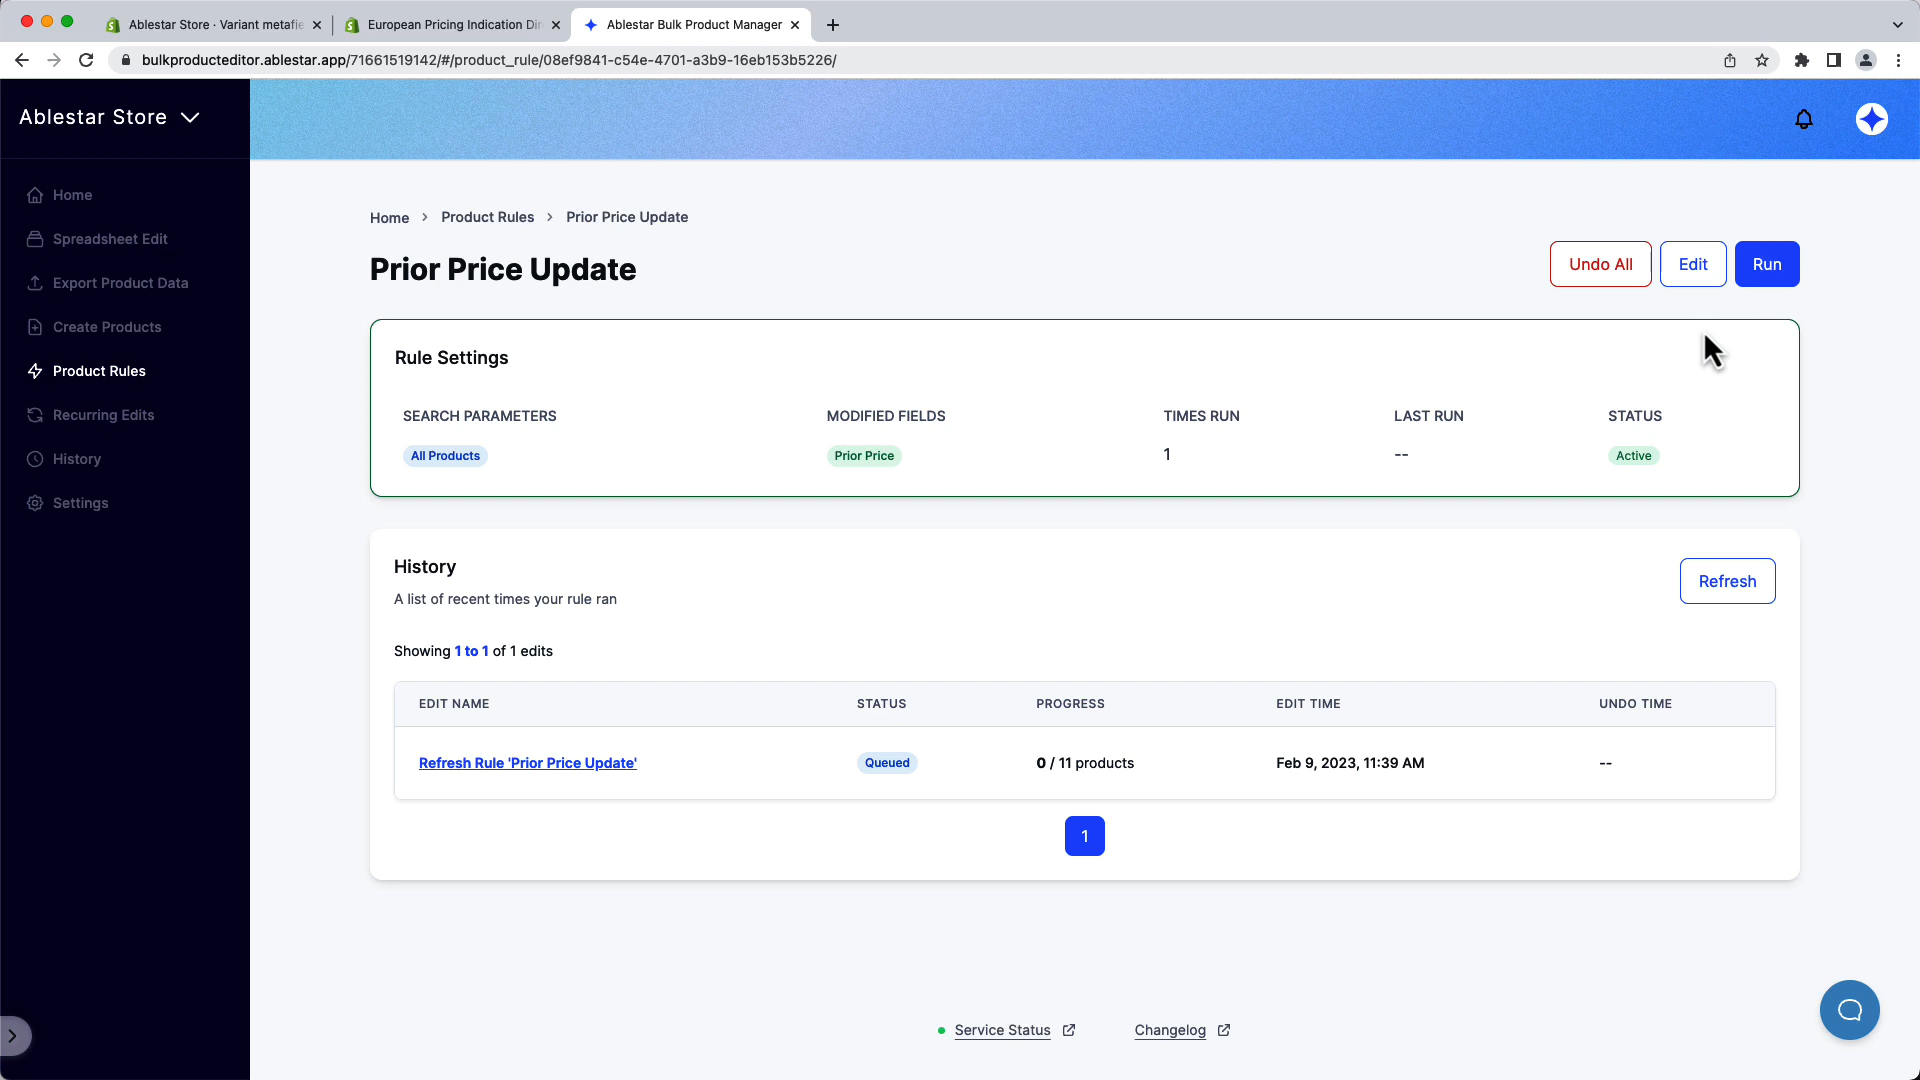 Ablestar Store · Variant metafie
European Pricing Indication Di
Ablestar Bulk Product Manager
bulkproducteditor.ablestar.app/71661519142/#/product_rule/08ef9841-c54e-4701-a3b9-16eb153b5226/
Ablestar Store
Home
Spreadsheet Edit
Export Product Data
Create Products
Product Rules
Recurring Edits
History
Settings
Home > Product Rules > Prior Price Update
Prior Price Update
Undo All
Edit
Run
Rule Settings
SEARCH PARAMETERS MODIFIED FIELDS TIMES RUN LAST RUN STATUS
All Products Prior Price 1 -- Active
History
Refresh
A list of recent times your rule ran
Showing 1 to 1 of 1 edits
EDIT NAME STATUS PROGRESS EDIT TIME UNDO TIME
Refresh Rule 'Prior Price Update' Queued 0 / 11 products Feb 9, 2023, 11:39 AM --
1
Service Status Changelog